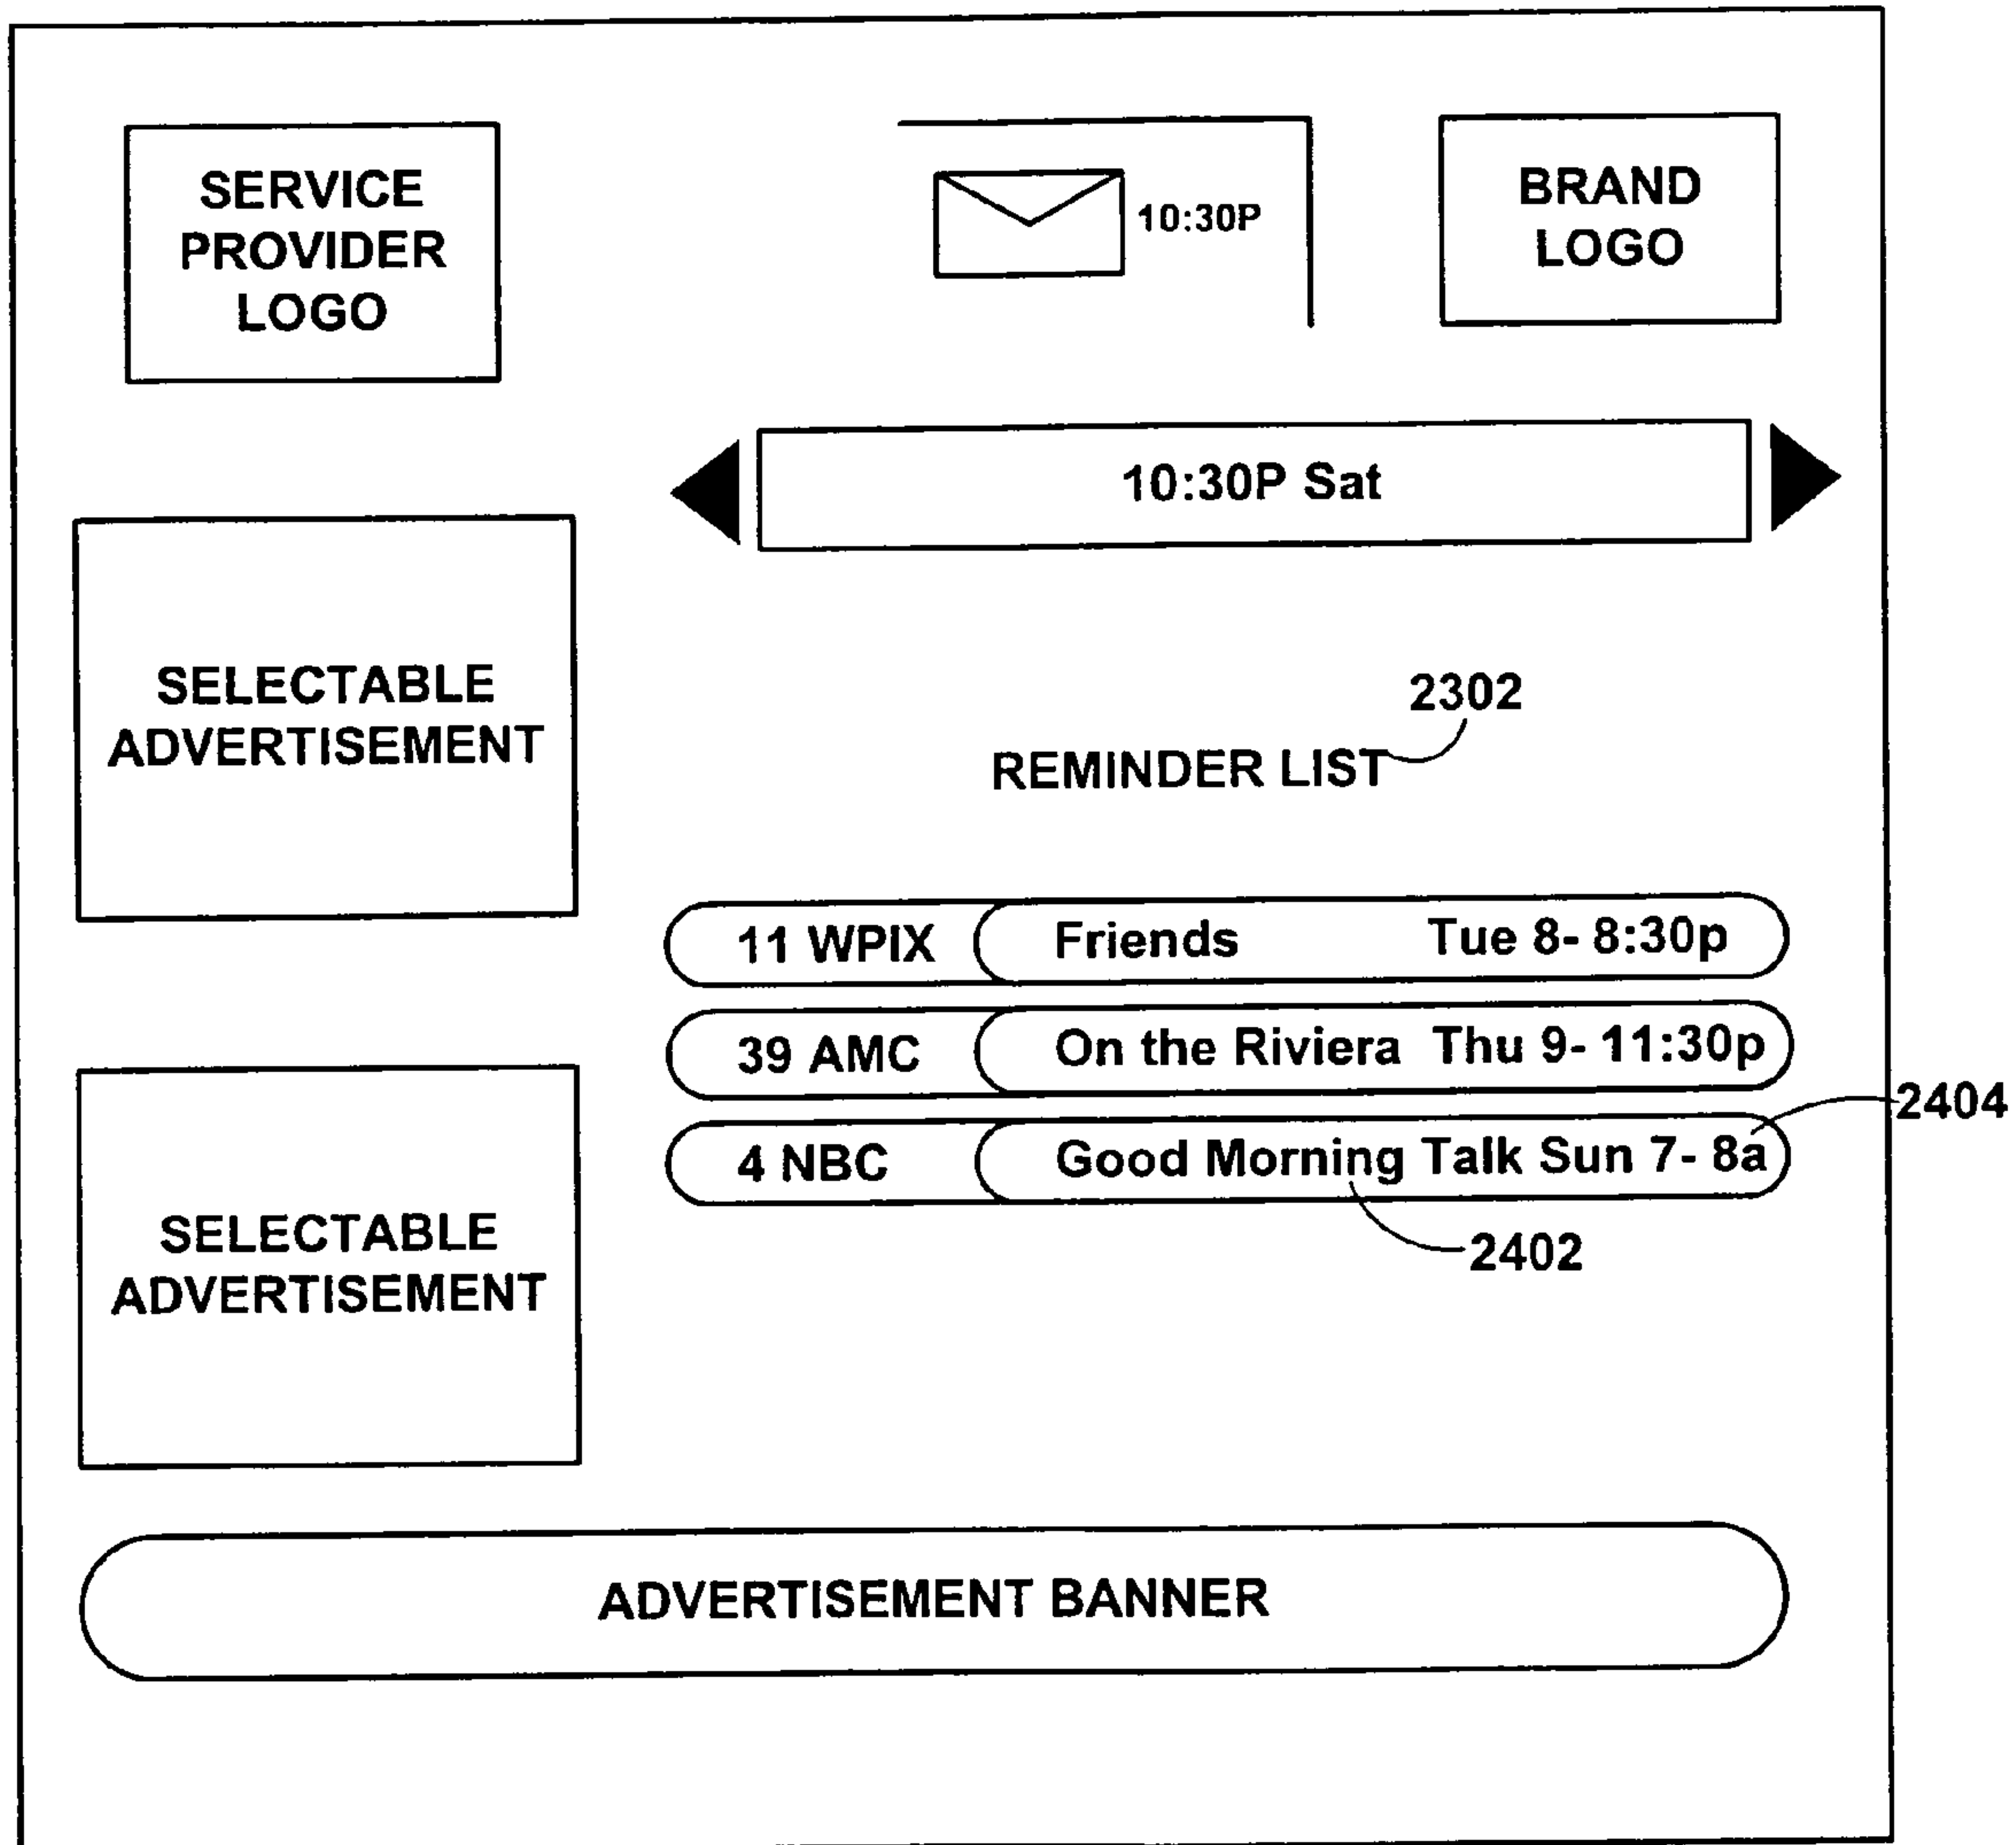 SERVICE
PROVIDER
LOGO
10:30P
BRAND
LOGO
10:30P Sat
SELECTABLE
ADVERTISEMENT
2302
REMINDER LIST
11 WPIX Friends Tue 8- 8:30p
39 AMC On the Riviera Thu 9- 11:30p
2404
4 NBC Good Morning Talk Sun 7- 8a
2402
SELECTABLE
ADVERTISEMENT
ADVERTISEMENT BANNER